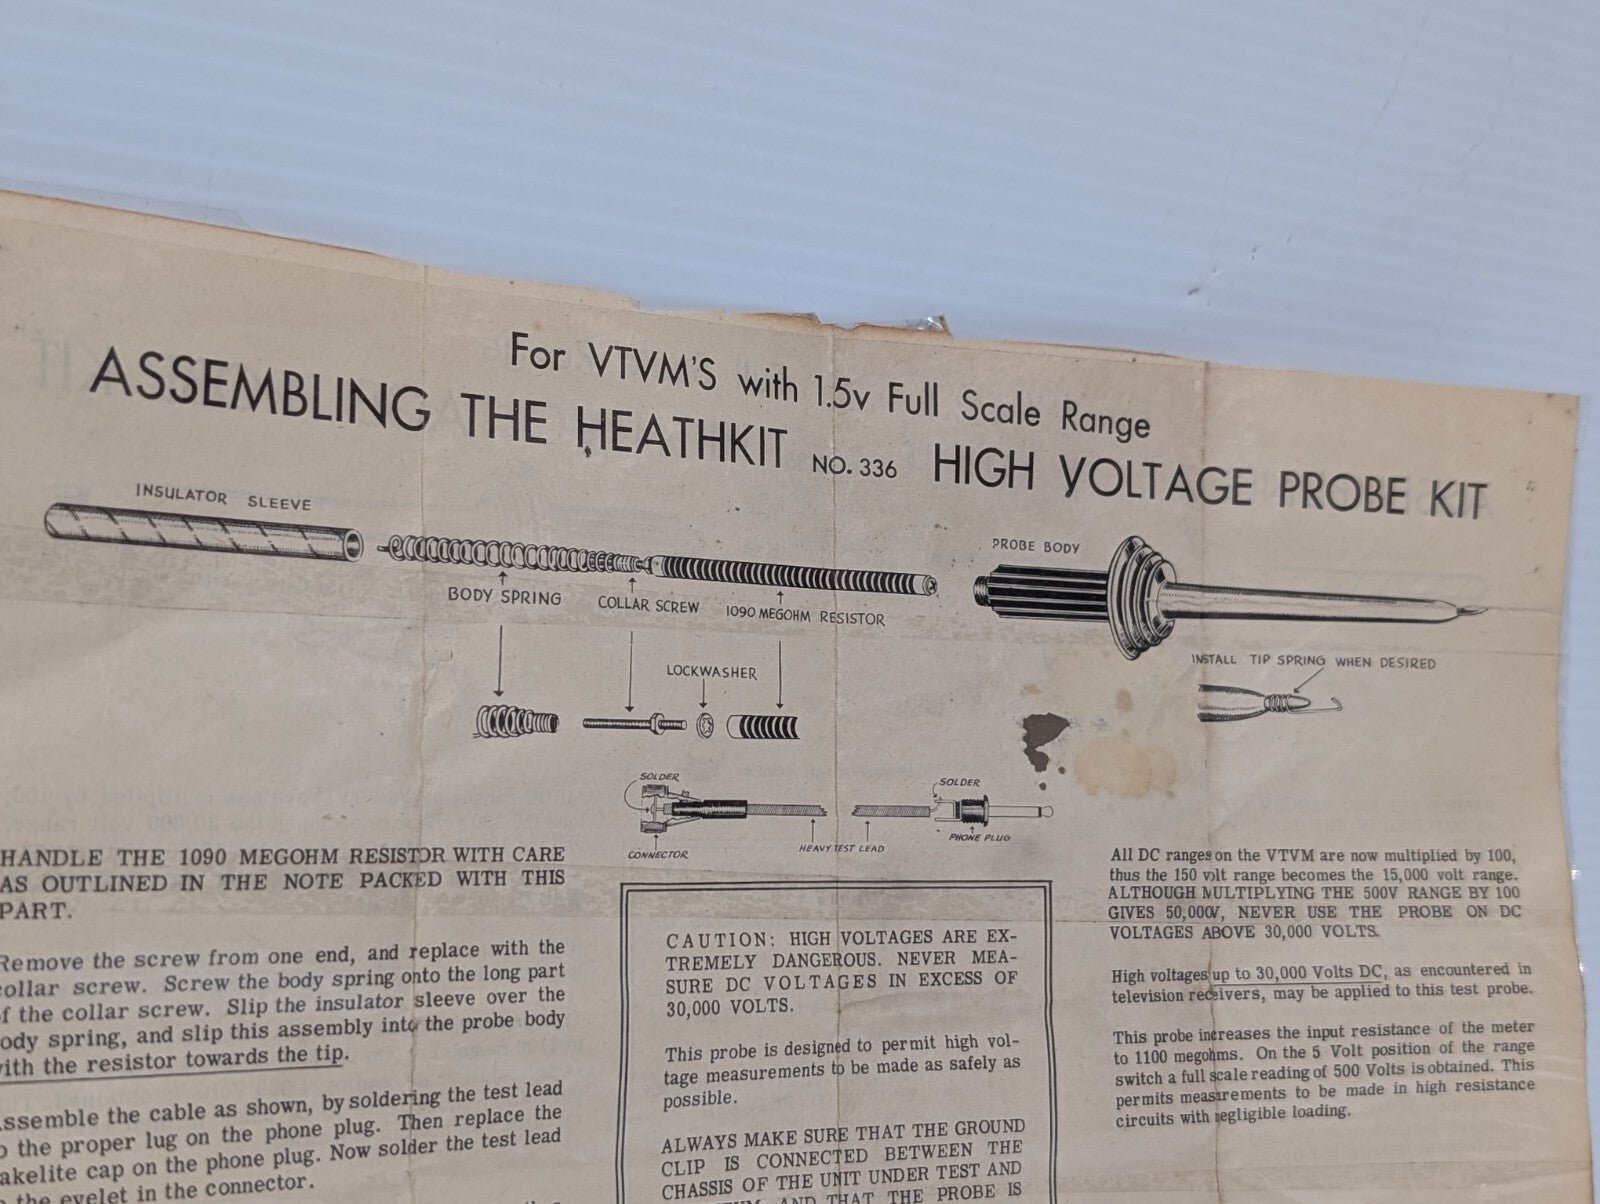 For VTVM'S with 1.5v Full Scale Range
ASSEMBLING THE HEATHKIT NO. 336 HIGH VOLTAGE PROBE KIT
INSULATOR SLEEVE
BODY SPRING
COLLAR SCREW
1090 MEGOHM RESISTOR
PROBE BODY
LOCKWASHER
INSTALL TIP SPRING WHEN DESIRED
SOLDER
SOLDER
CONNECTOR
HEAVY TEST LEAD
PHONE PLUG
HANDLE THE 1090 MEGOHM RESISTOR WITH CARE
AS OUTLINED IN THE NOTE PACKED WITH THIS
PART.
Remove the screw from one end, and replace with the
collar screw. Screw the body spring onto the long part
of the collar screw. Slip the insulator sleeve over the
body spring, and slip this assembly into the probe body
with the resistor towards the tip.
Assemble the cable as shown, by soldering the test lead
to the proper lug on the phone plug. Then replace the
bakelite cap on the phone plug. Now solder the test lead
the eyelet in the connector.
CAUTION: HIGH VOLTAGES ARE EX-
TREMELY DANGEROUS. NEVER MEA-
SURE DC VOLTAGES IN EXCESS OF
30,000 VOLTS.
This probe is designed to permit high vol-
tage measurements to be made as safely as
possible.
ALWAYS MAKE SURE THAT THE GROUND
CLIP IS CONNECTED BETWEEN THE
CHASSIS OF THE UNIT UNDER TEST AND
AND THAT THE PROBE IS
All DC ranges on the VTVM are now multiplied by 100,
thus the 150 volt range becomes the 15,000 volt range.
ALTHOUGH MULTIPLYING THE 500V RANGE BY 100
GIVES 50,000V, NEVER USE THE PROBE ON DC
VOLTAGES ABOVE 30,000 VOLTS.
High voltages up to 30,000 Volts DC, as encountered in
television receivers, may be applied to this test probe.
This probe increases the input resistance of the meter
to 1100 megohms. On the 5 Volt position of the range
switch a full scale reading of 500 Volts is obtained. This
permits measurements to be made in high resistance
circuits with negligible loading.